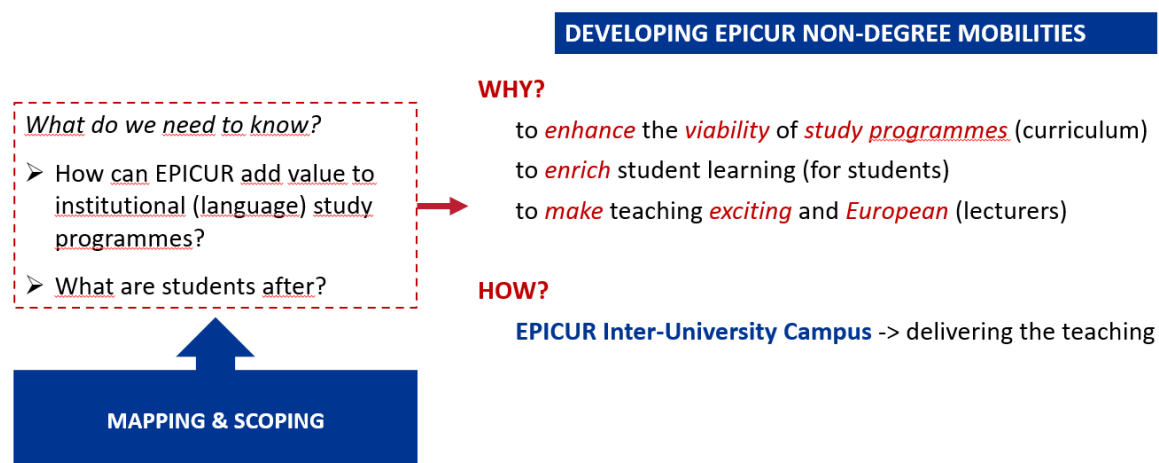 DEVELOPING EPICUR NON-DEGREE MOBILITIES
What do we need to know?
➢ How can EPICUR add value to
institutional (language) study
programmes?
➢ What are students after?
MAPPING & SCOPING
WHY?
to enhance the viability of study programmes (curriculum)
to enrich student learning (for students)
to make teaching exciting and European (lecturers)
HOW?
EPICUR Inter-University Campus -> delivering the teaching